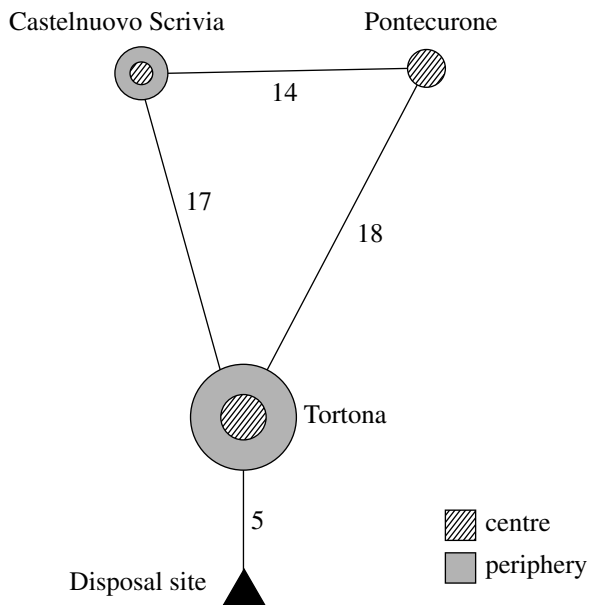 Castelnuovo Scrivia
Pontecurone
14
17
18
Tortona
5
centre
periphery
Disposal site